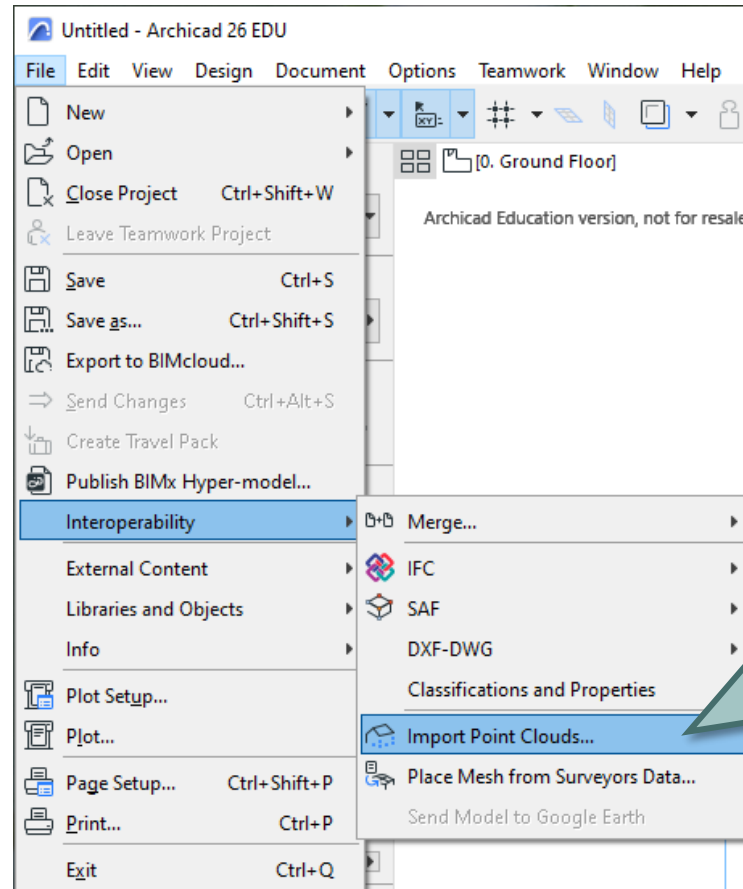 Untitled - Archicad 26 EDU
File Edit View Design Document Options Teamwork Window Help
New
Open
[0. Ground Floor]
Close Project Ctrl+Shift+W
Archicad Education version, not for resale
Leave Teamwork Project
Save Ctrl+S
Save as... Ctrl+Shift+S
Export to BIMcloud...
Send Changes Ctrl+Alt+S
Create Travel Pack
Publish BIMx Hyper-model...
Interoperability
Merge...
External Content
IFC
Libraries and Objects
SAF
Info
DXF-DWG
Classifications and Properties
Plot Setup...
Plot...
Import Point Clouds...
Page Setup... Ctrl+Shift+P
Place Mesh from Surveyors Data...
Print... Ctrl+P
Send Model to Google Earth
Exit Ctrl+Q